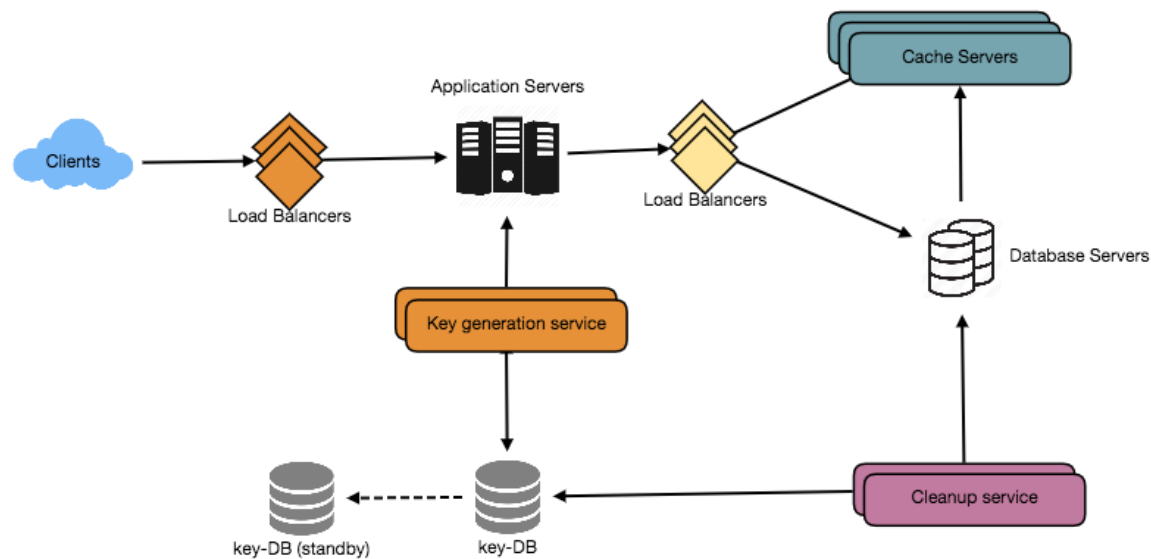 Cache Servers
Application Servers
Clients
Load Balancers
Load Balancers
Database Servers
Key generation service
Cleanup service
key-DB (standby)
key-DB